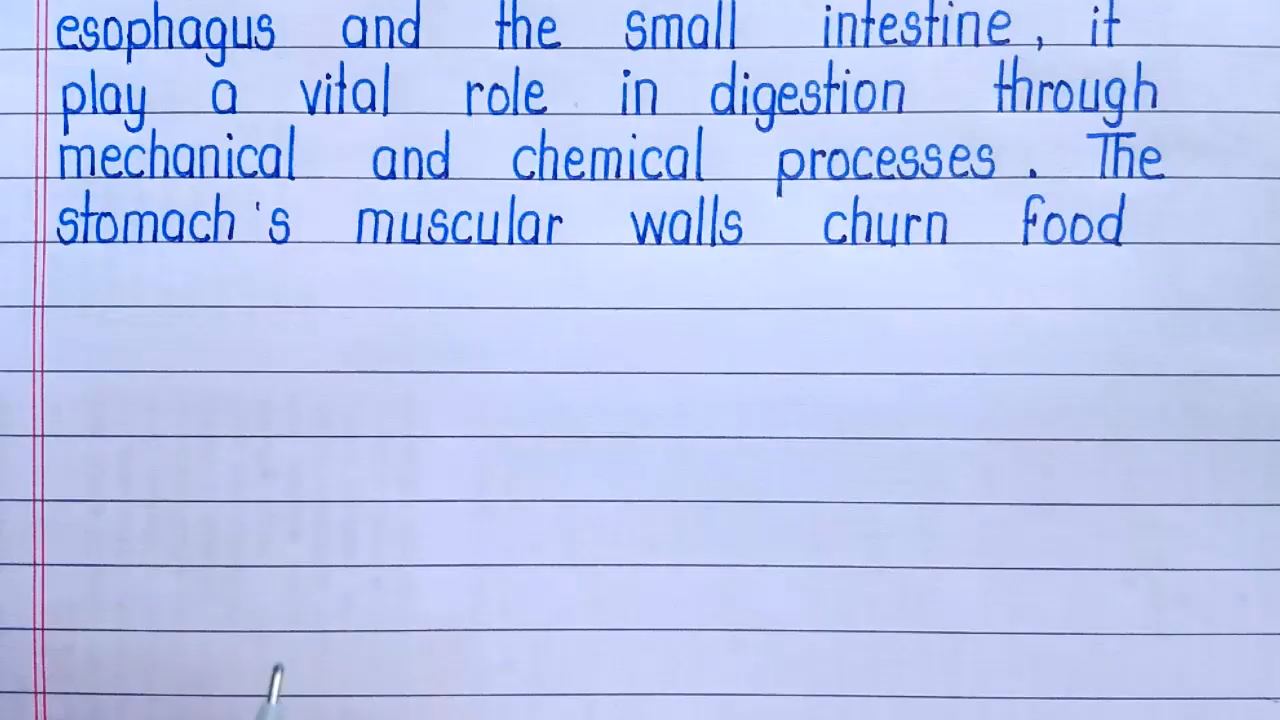 esophagus and the small intestine, it
play a vital role in digestion through
mechanical and chemical processes. The
stomach's muscular walls churn food